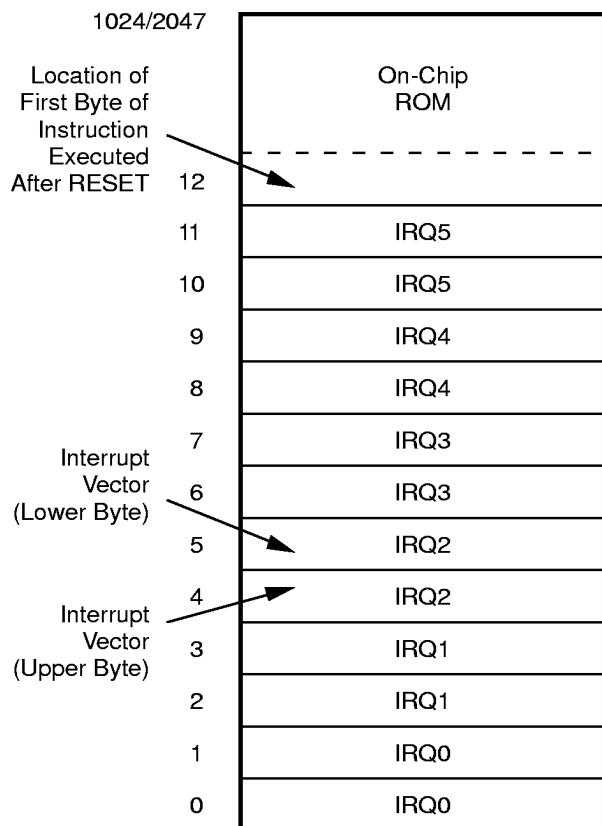 1024/2047
Location of
First Byte of
Instruction
Executed
After RESET
On-Chip
ROM
12
11 IRQ5
10 IRQ5
9 IRQ4
8 IRQ4
7 IRQ3
Interrupt
Vector
(Lower Byte)
6 IRQ3
5 IRQ2
4 IRQ2
Interrupt
Vector
(Upper Byte)
3 IRQ1
2 IRQ1
1 IRQ0
0 IRQ0